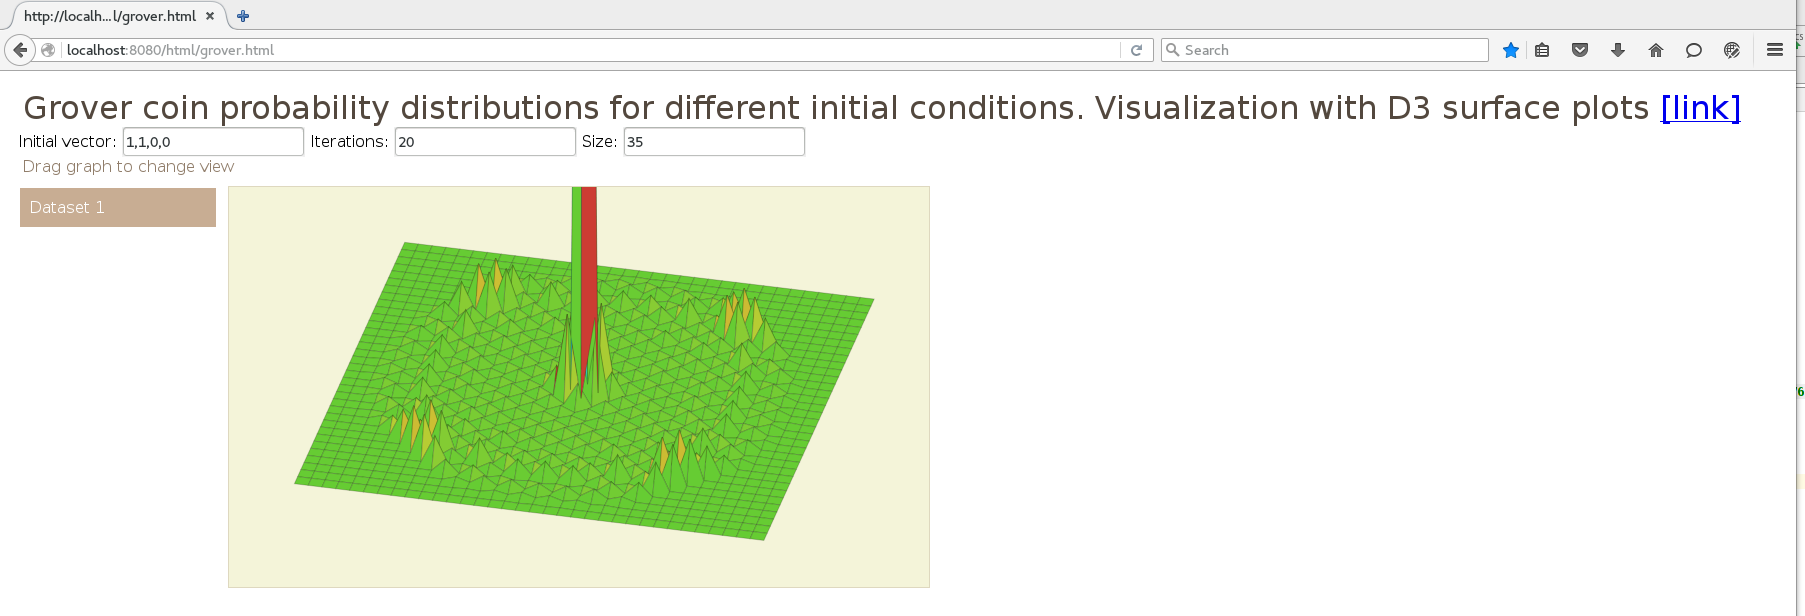 http://localh...l/grover.html
localhost:8080/html/grover.html
Search
Grover coin probability distributions for different initial conditions. Visualization with D3 surface plots [link]
Initial vector: 1,1,0,0 Iterations: 20 Size: 35
Drag graph to change view
Dataset 1